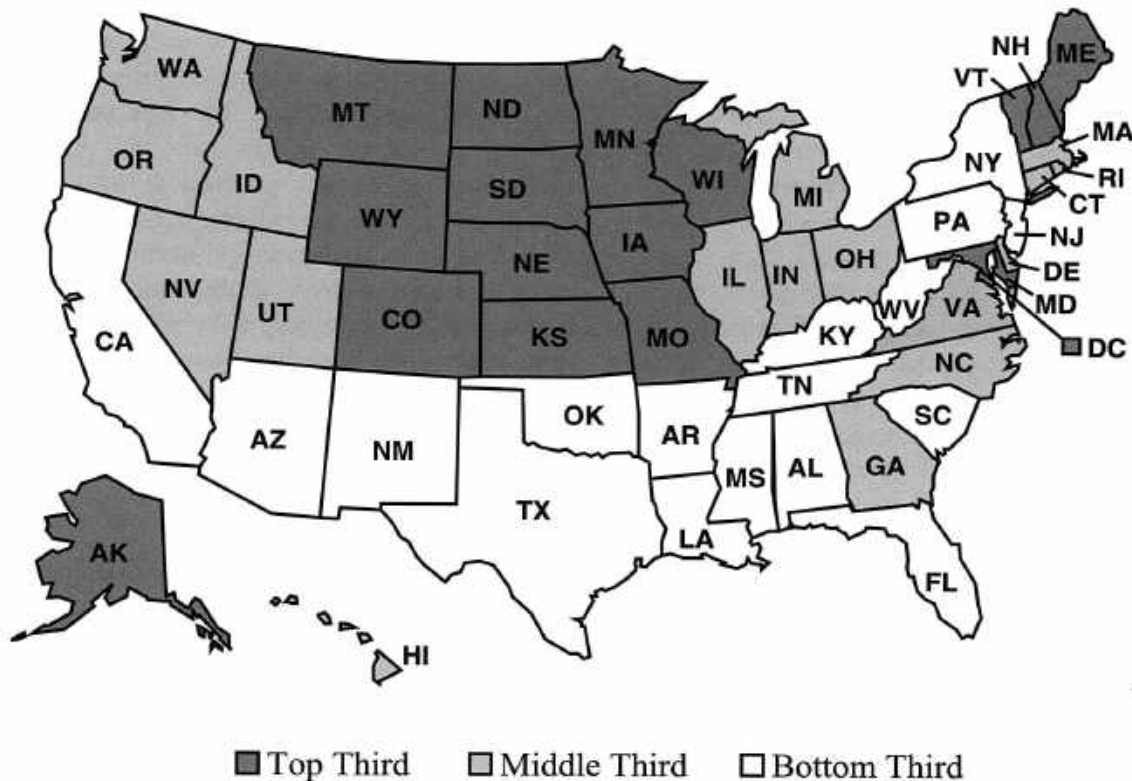 WA
MT
ND
MN
OR
ID
WY
SD
WI
MI
NH
VT
ME
MA
NY
RI
CT
PA
NJ
IA
NE
IL
IN
OH
DE
MD
NV
UT
CO
KS
MO
KY
WV
VA
DC
CA
NC
TN
AZ
NM
OK
AR
SC
MS
AL
GA
TX
LA
FL
AK
HI
Top Third Middle Third Bottom Third